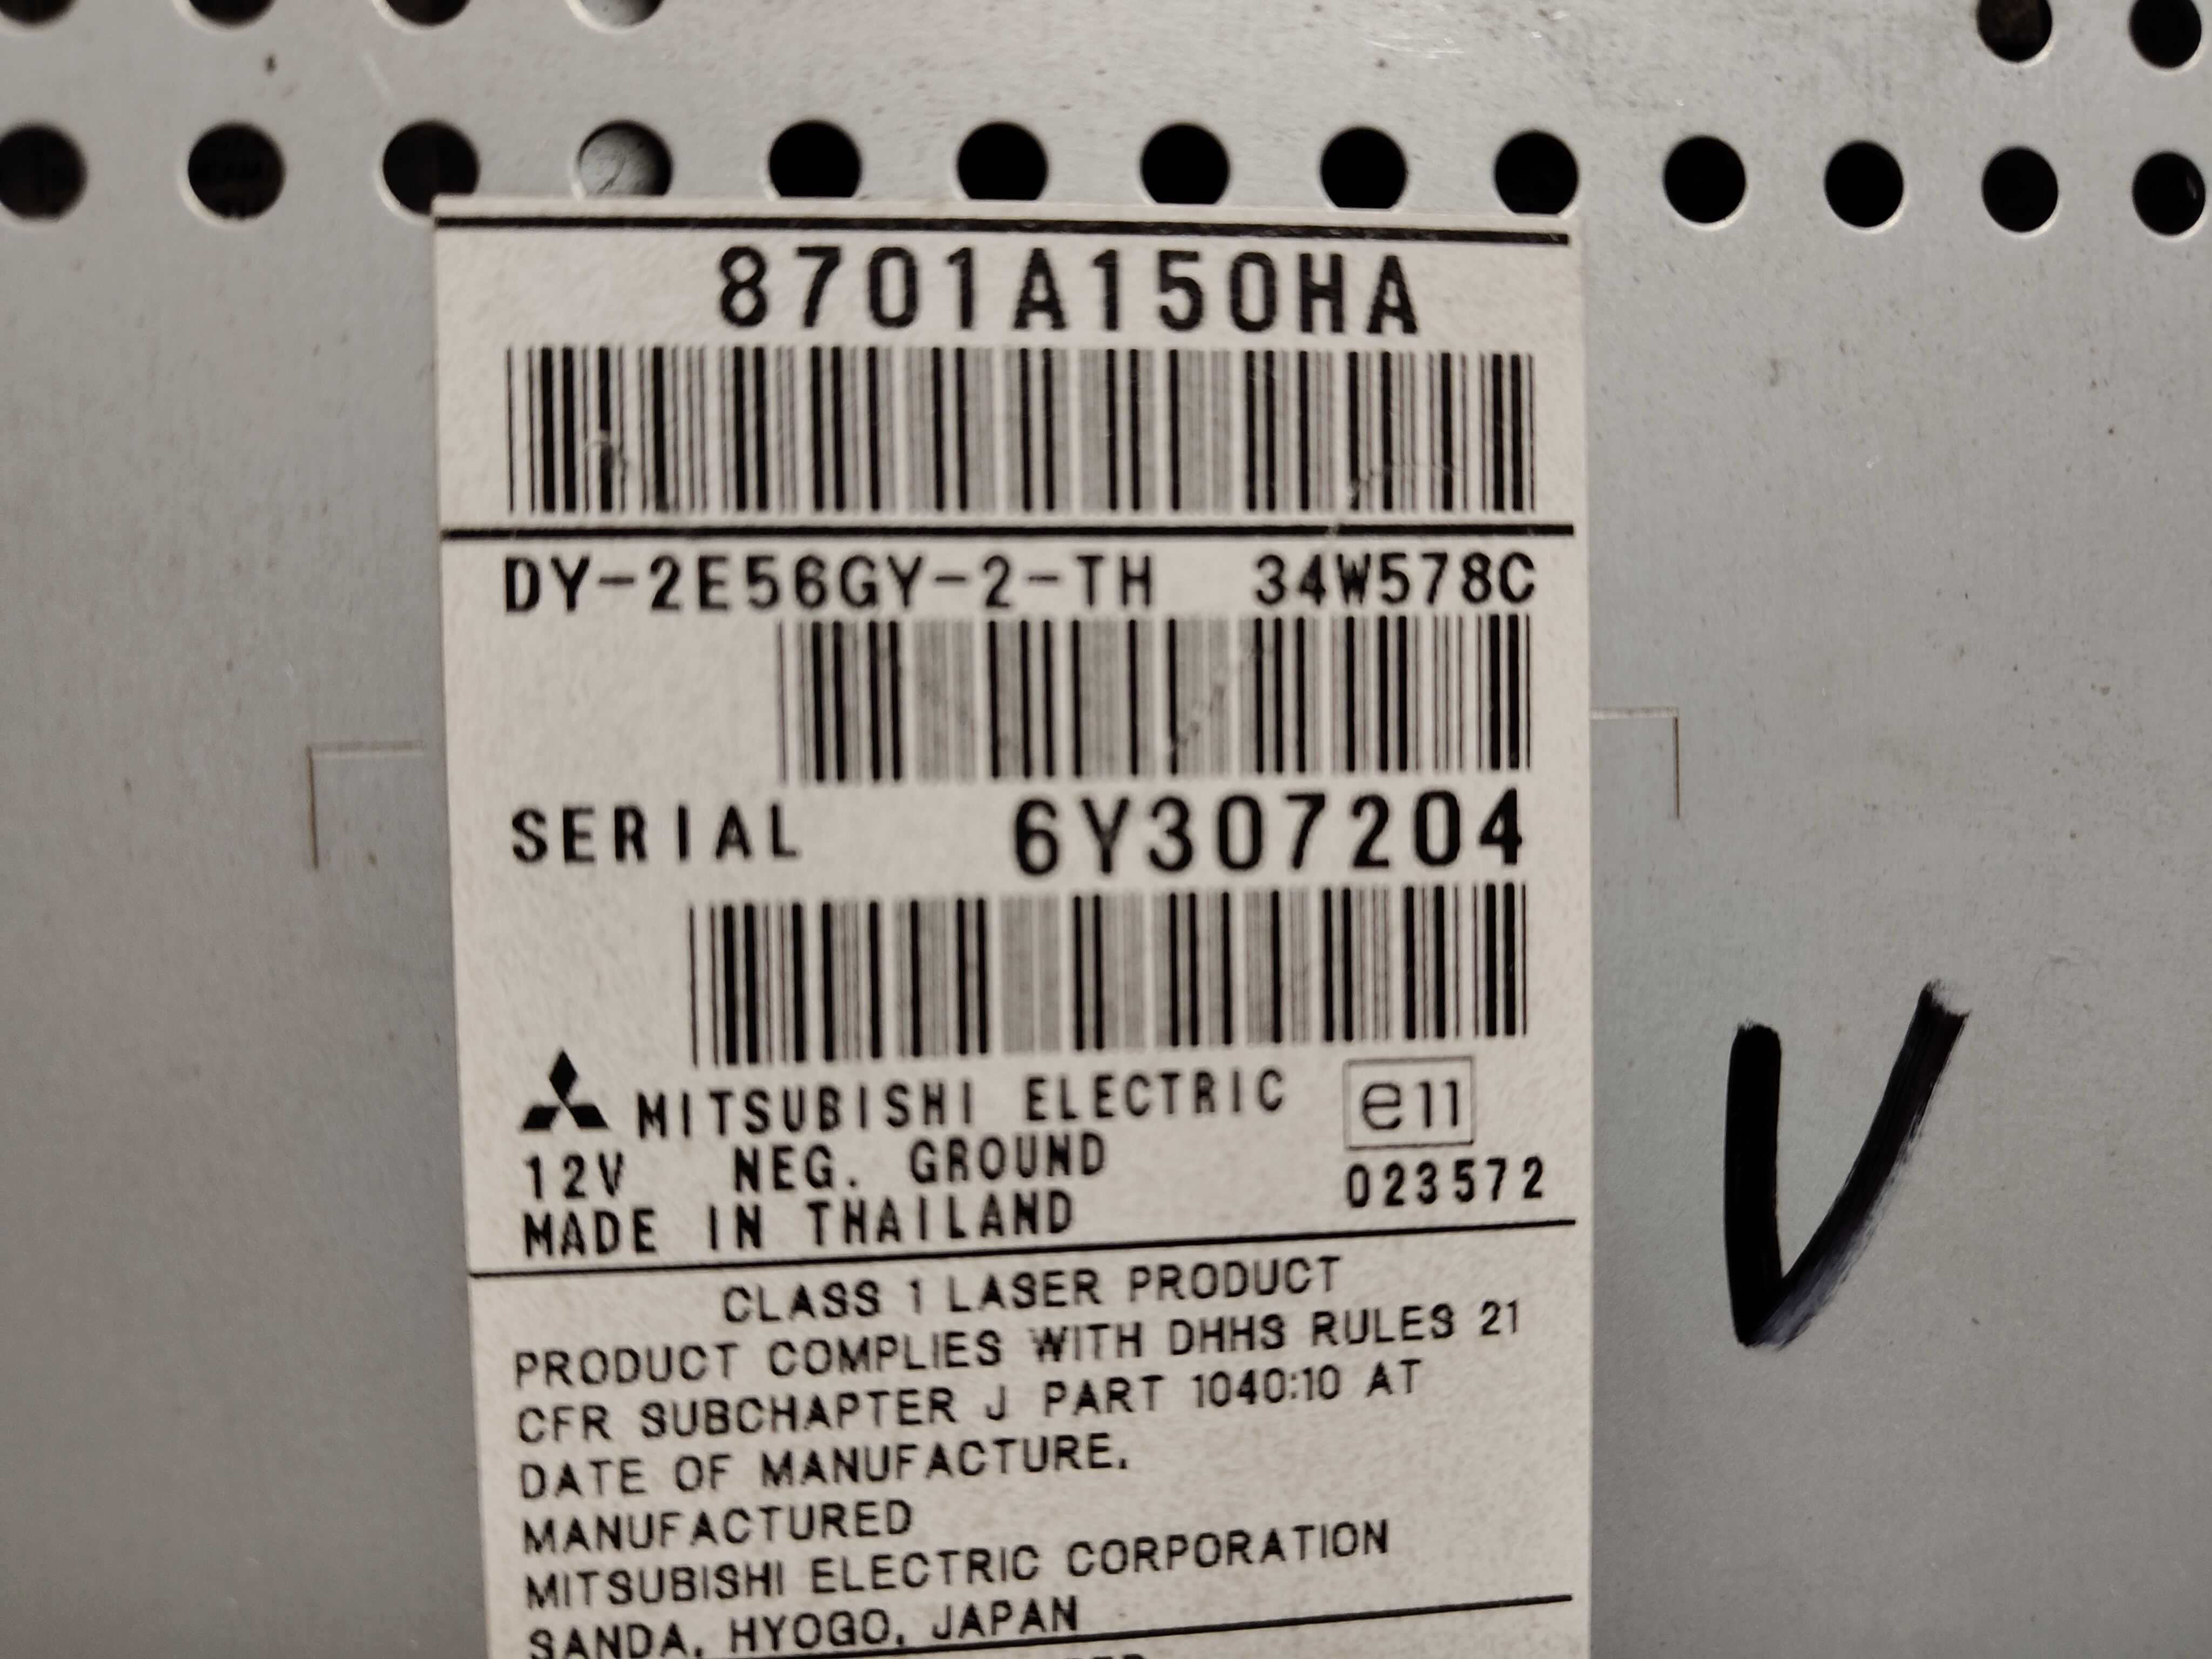 8701A150HA
DY-2E56GY-2-TH 34W578C
SERIAL 6Y307204
MITSUBISHI ELECTRIC e11
12V NEG. GROUND 023572
MADE IN THAILAND
CLASS 1 LASER PRODUCT
PRODUCT COMPLIES WITH DHHS RULES 21
CFR SUBCHAPTER J PART 1040:10 AT
DATE OF MANUFACTURE.
MANUFACTURED
MITSUBISHI ELECTRIC CORPORATION
SANDA, HYOGO, JAPAN